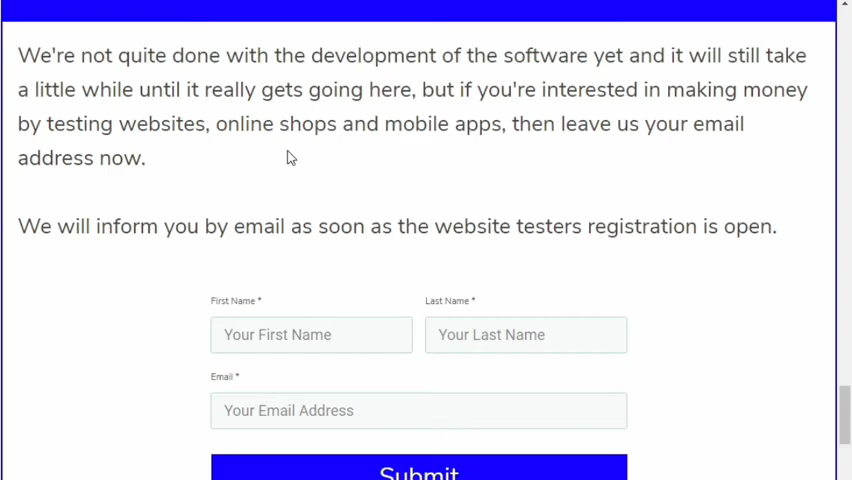 We're not quite done with the development of the software yet and it will still take
a little while until it really gets going here, but if you're interested in making money
by testing websites, online shops and mobile apps, then leave us your email
address now.
We will inform you by email as soon as the website testers registration is open.
First Name *
Last Name *
Your First Name
Your Last Name
Email *
Your Email Address
Submit